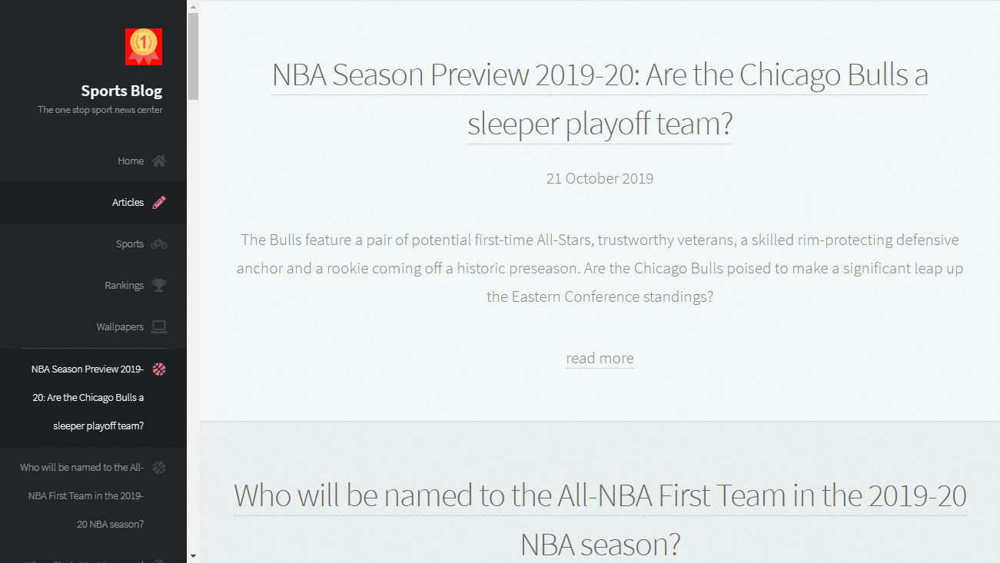 1
Sports Blog
The one stop sport news center
Home
Articles
Sports
Rankings
Wallpapers
NBA Season Preview 2019-
20: Are the Chicago Bulls a
sleeper playoff team?
Who will be named to the All-
NBA First Team in the 2019-
20 NBA season?
NBA Season Preview 2019-20: Are the Chicago Bulls a
sleeper playoff team?
21 October 2019
The Bulls feature a pair of potential first-time All-Stars, trustworthy veterans, a skilled rim-protecting defensive
anchor and a rookie coming off a historic preseason. Are the Chicago Bulls poised to make a significant leap up
the Eastern Conference standings?
read more
Who will be named to the All-NBA First Team in the 2019-20
NBA season?